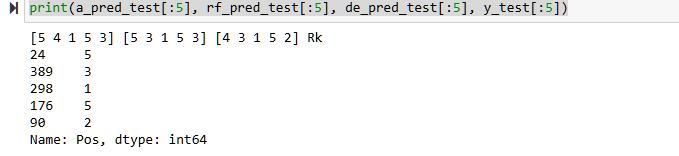 print(a_pred_test[:5], rf_pred_test[:5], de_pred_test[:5], y_test[:5])
[5 4 1 5 3] [5 3 1 5 3] [4 3 1 5 2] Rk
24     5
389    3
298    1
176    5
90     2
Name: Pos, dtype: int64